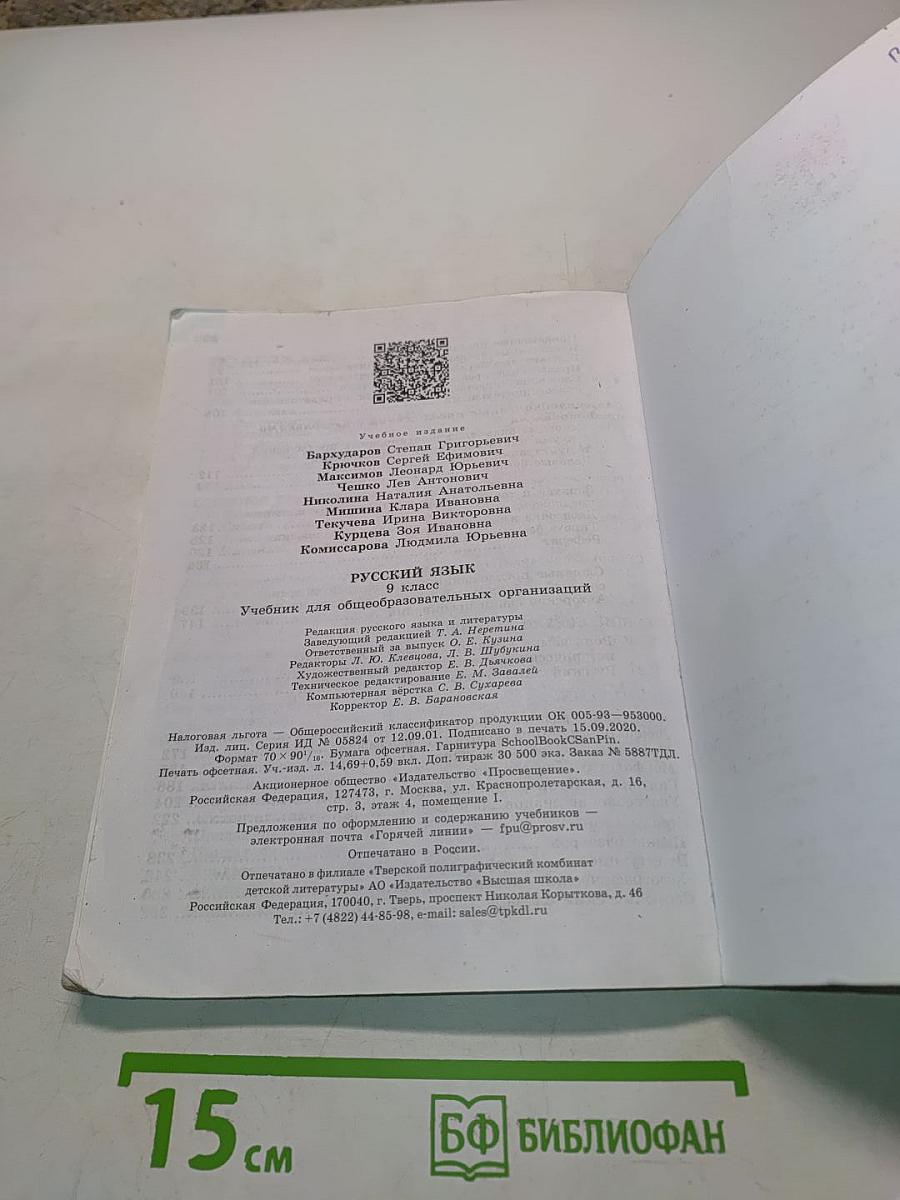 Учебное издание
Бархударов Степан Григорьевич
Крючков Сергей Ефимович
Максимов Леонард Юрьевич
Чешко Лев Антонович
Николина Наталия Анатольевна
Мишина Клара Ивановна
Текучева Ирина Викторовна
Курцева Зоя Ивановна
Комиссарова Людмила Юрьевна
РУССКИЙ ЯЗЫК
9 класс
Учебник для общеобразовательных организаций
Редакция русского языка и литературы
Заведующий редакцией Т. А. Неретина
Ответственный за выпуск О. Е. Кузина
Редакторы Л. Ю. Клевцова, Л. В. Шубукина
Художественный редактор Е. В. Дьячкова
Техническое редактирование Е. М. Завалей
Компьютерная вёрстка С. В. Сухарева
Корректор Е. В. Барановская
Налоговая льгота — Общероссийский классификатор продукции ОК 005-93—953000.
Изд. лиц. Серия ИД № 05824 от 12.09.01. Подписано в печать 15.09.2020.
Формат 70 × 90 1/16. Бумага офсетная. Гарнитура SchoolBookCSanPin.
Печать офсетная. Уч.-изд. л. 14,69+0,59 вкл. Доп. тираж 30 500 экз. Заказ № 5887ТДЛ.
Акционерное общество «Издательство «Просвещение».
Российская Федерация, 127473, г. Москва, ул. Краснопролетарская, д. 16,
стр. 3, этаж 4, помещение I.
Предложения по оформлению и содержанию учебников —
электронная почта «Горячей линии» — fpu@prosv.ru
Отпечатано в России.
Отпечатано в филиале «Тверской полиграфический комбинат
детской литературы» АО «Издательство «Высшая школа»
Российская Федерация, 170040, г. Тверь, проспект Николая Корыткова, д. 46
Тел.: +7 (4822) 44-85-98, e-mail: sales@tpkdl.ru
15 см
БФ БИБЛИОФАН